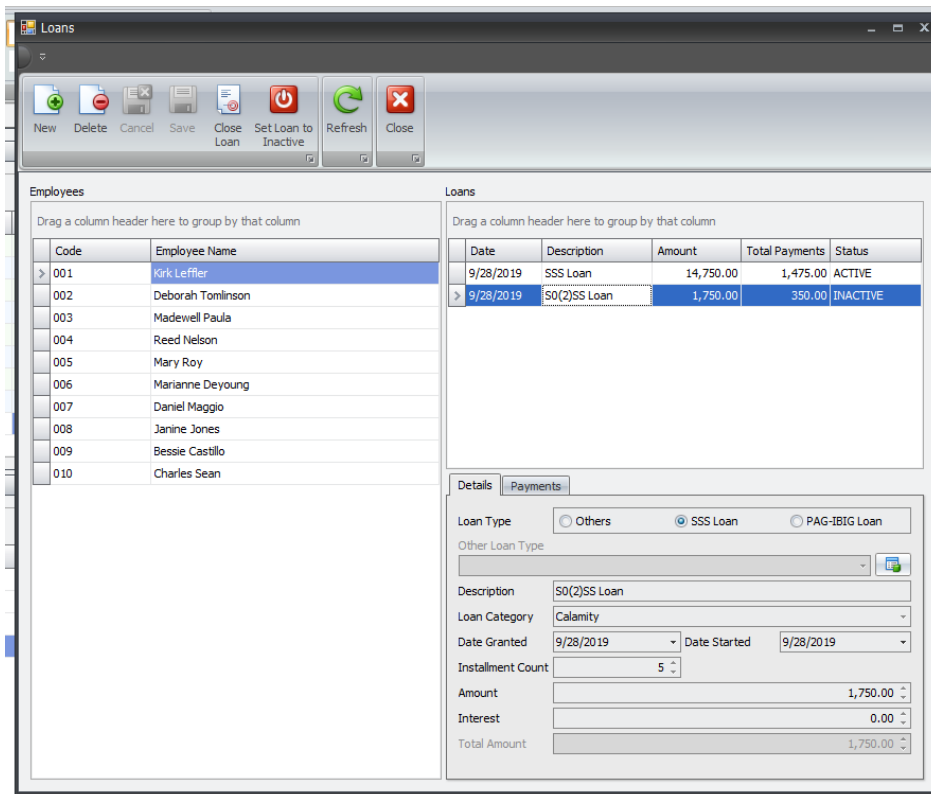 Loans
New Delete Cancel Save Close Loan Set Loan to Inactive Refresh Close
Employees
Drag a column header here to group by that column
Code Employee Name
001 Kirk Leffler
002 Deborah Tomlinson
003 Madewell Paula
004 Reed Nelson
005 Mary Roy
006 Marianne Deyoung
007 Daniel Maggio
008 Janine Jones
009 Bessie Castillo
010 Charles Sean
Loans
Drag a column header here to group by that column
Date Description Amount Total Payments Status
9/28/2019 SSS Loan 14,750.00 1,475.00 ACTIVE
9/28/2019 S0(2)SS Loan 1,750.00 350.00 INACTIVE
Details Payments
Loan Type Others SSS Loan PAG-IBIG Loan
Other Loan Type
Description S0(2)SS Loan
Loan Category Calamity
Date Granted 9/28/2019 Date Started 9/28/2019
Installment Count 5
Amount 1,750.00
Interest 0.00
Total Amount 1,750.00